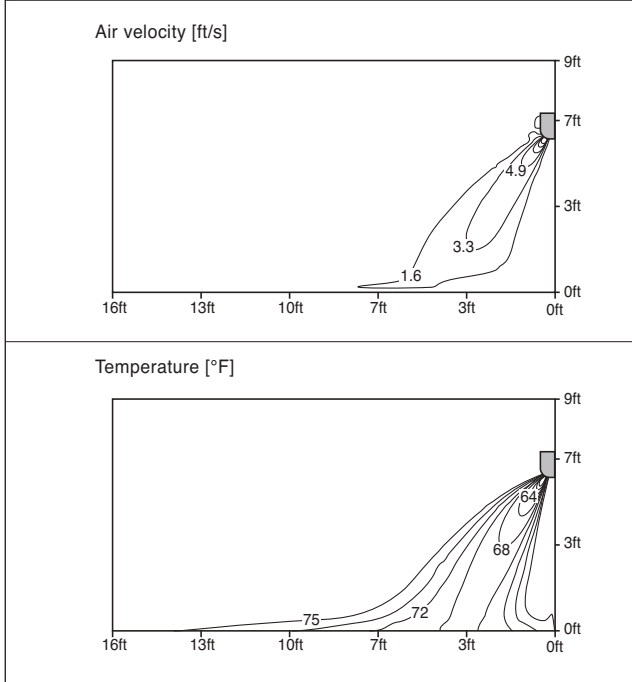 Air velocity [ft/s]
9ft
7ft
4.9
3ft
3.3
1.6
0ft
16ft 13ft 10ft 7ft 3ft 0ft
Temperature [°F]
9ft
7ft
64
3ft
68
72
75
0ft
16ft 13ft 10ft 7ft 3ft 0ft